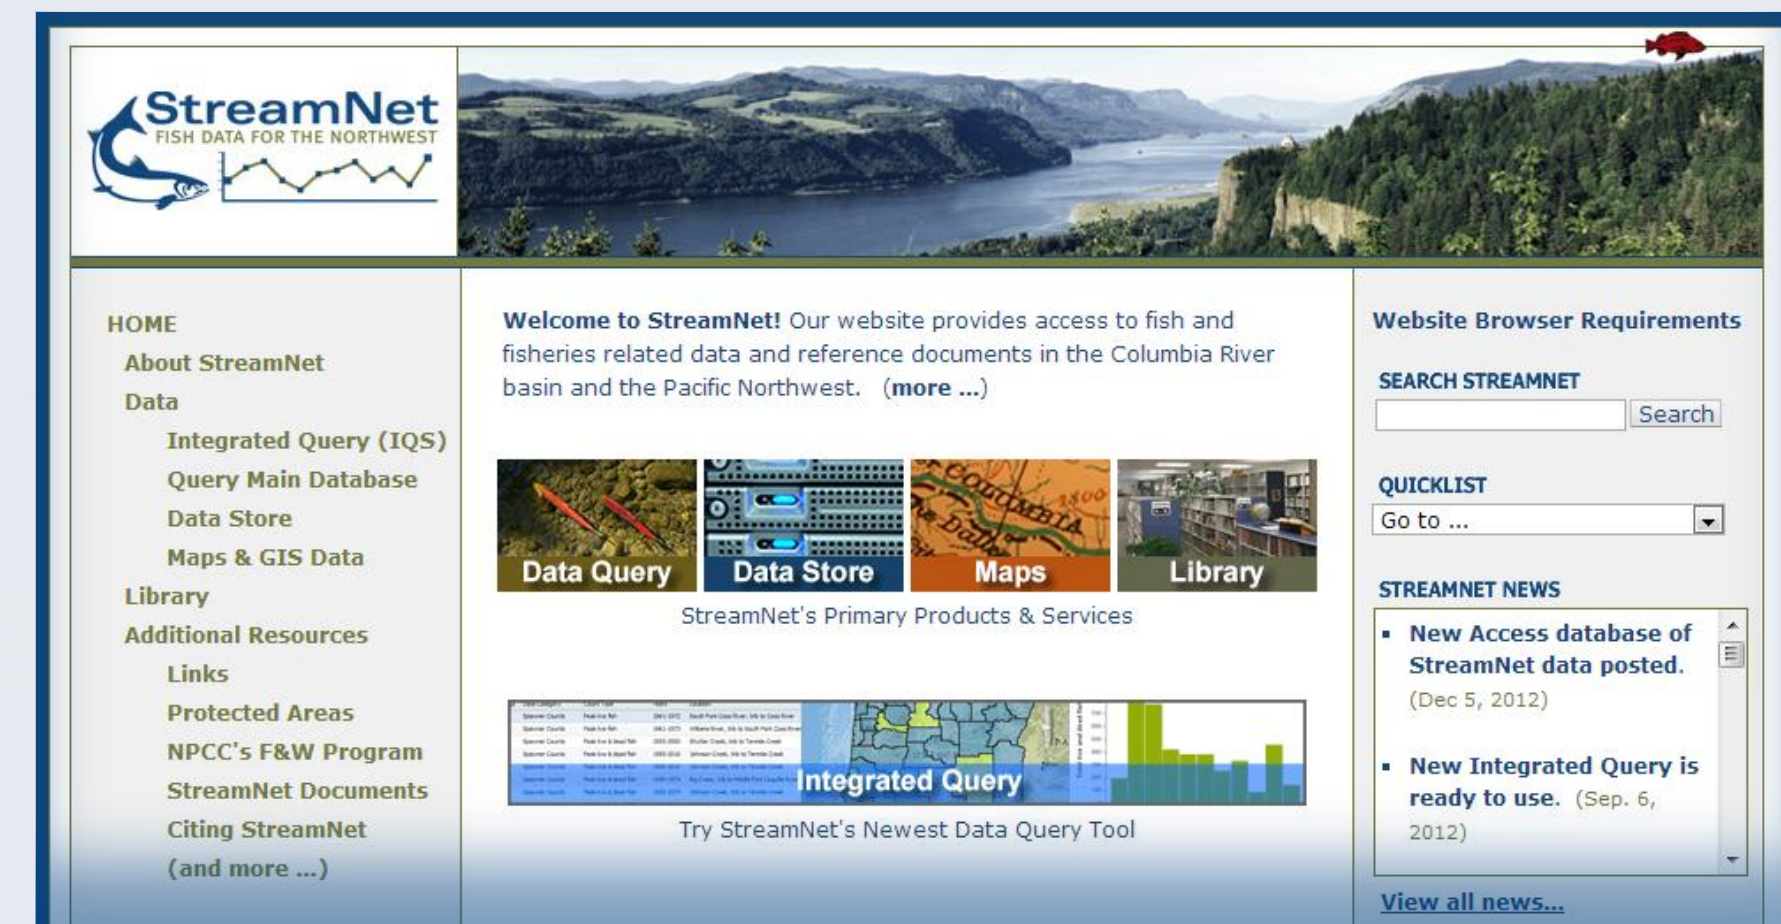 StreamNet
FISH DATA FOR THE NORTHWEST
HOME
About StreamNet
Data
Integrated Query (IQS)
Query Main Database
Data Store
Maps & GIS Data
Library
Additional Resources
Links
Protected Areas
NPCC's F&W Program
StreamNet Documents
Citing StreamNet
(and more ...)
Welcome to StreamNet! Our website provides access to fish and
fisheries related data and reference documents in the Columbia River
basin and the Pacific Northwest. (more ...)
COLUMBIA
1800
The Dalles
Data Query
Data Store
Maps
Library
StreamNet's Primary Products & Services
Integrated Query
Try StreamNet's Newest Data Query Tool
Website Browser Requirements
SEARCH STREAMNET
Search
QUICKLIST
Go to ...
STREAMNET NEWS
▪ New Access database of
StreamNet data posted.
(Dec 5, 2012)
▪ New Integrated Query is
ready to use. (Sep. 6,
2012)
View all news...